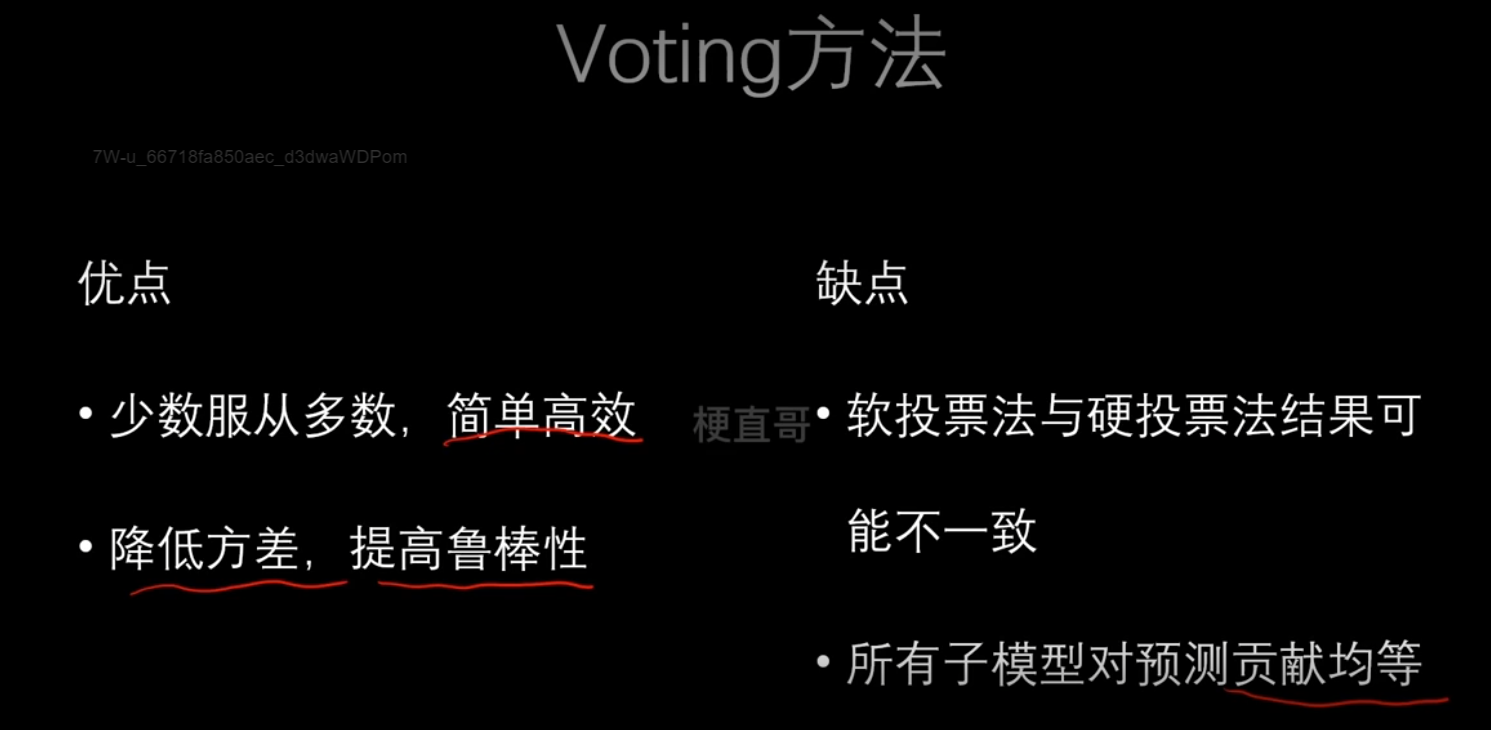 Voting方法
7W-u_66718fa850aec_d3dwaWDPom
优点
• 少数服从多数，简单高效
• 降低方差，提高鲁棒性
梗直哥
缺点
• 软投票法与硬投票法结果可
能不一致
• 所有子模型对预测贡献均等